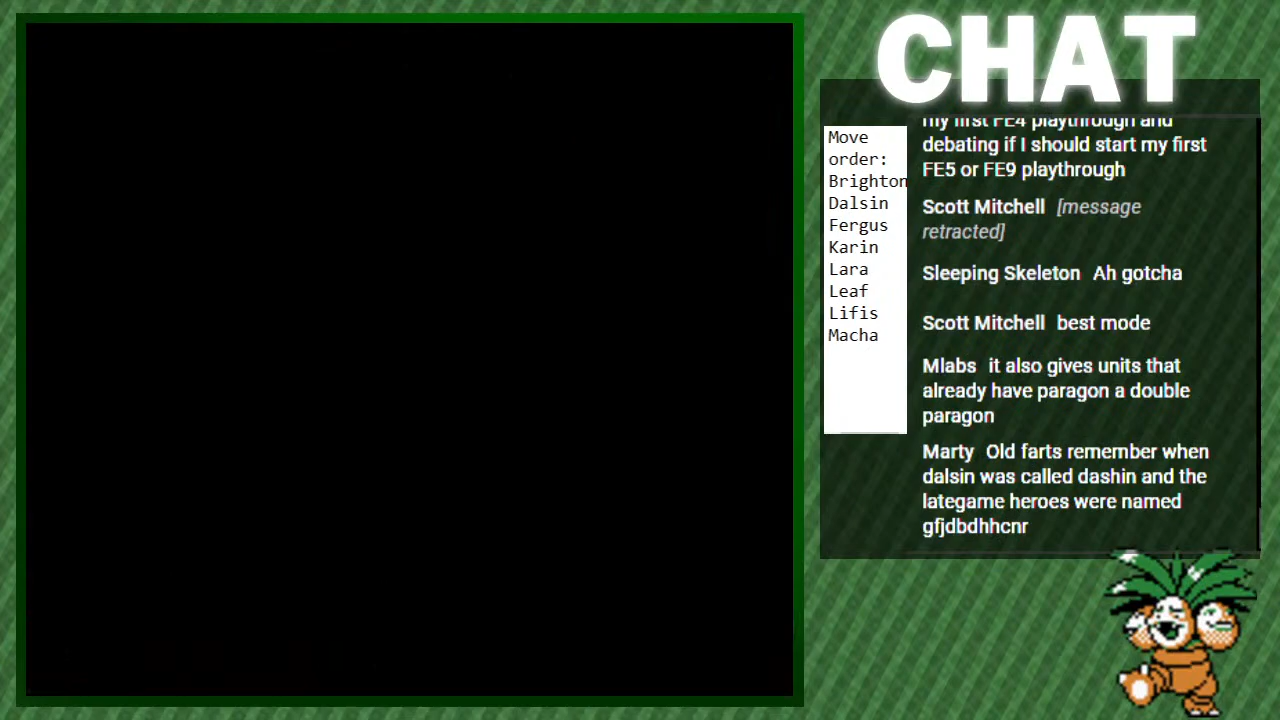 CHAT
Move
order:
Brighton
Dalsin
Fergus
Karin
Lara
Leaf
Lifis
Macha
my first FE4 playthrough and
debating if I should start my first
FE5 or FE9 playthrough
Scott Mitchell [message
retracted]
Sleeping Skeleton Ah gotcha
Scott Mitchell best mode
Mlabs it also gives units that
already have paragon a double
paragon
Marty Old farts remember when
dalsin was called dashin and the
lategame heroes were named
gfjdbdhhcnr